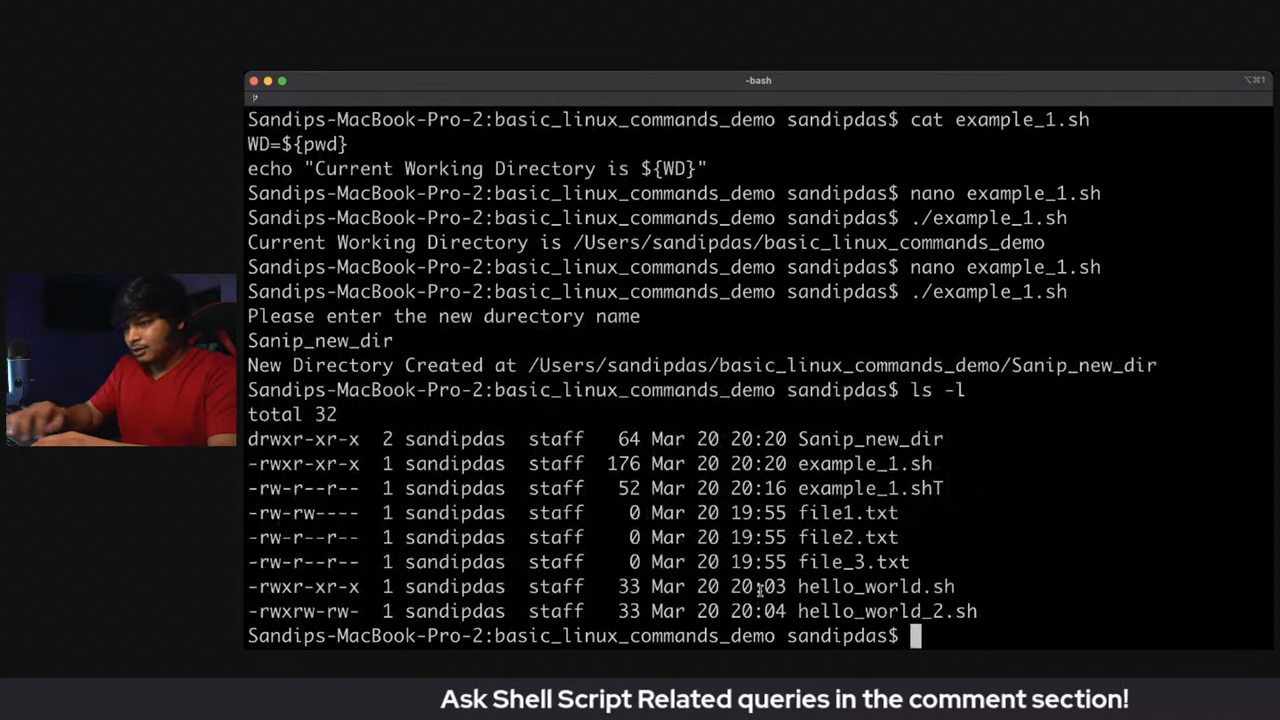 -bash
⌥⌘1
Sandips-MacBook-Pro-2:basic_linux_commands_demo sandipdas$ cat example_1.sh
WD=${pwd}
echo "Current Working Directory is ${WD}"
Sandips-MacBook-Pro-2:basic_linux_commands_demo sandipdas$ nano example_1.sh
Sandips-MacBook-Pro-2:basic_linux_commands_demo sandipdas$ ./example_1.sh
Current Working Directory is /Users/sandipdas/basic_linux_commands_demo
Sandips-MacBook-Pro-2:basic_linux_commands_demo sandipdas$ nano example_1.sh
Sandips-MacBook-Pro-2:basic_linux_commands_demo sandipdas$ ./example_1.sh
Please enter the new durectory name
Sanip_new_dir
New Directory Created at /Users/sandipdas/basic_linux_commands_demo/Sanip_new_dir
Sandips-MacBook-Pro-2:basic_linux_commands_demo sandipdas$ ls -l
total 32
drwxr-xr-x  2 sandipdas  staff   64 Mar 20 20:20 Sanip_new_dir
-rwxr-xr-x  1 sandipdas  staff  176 Mar 20 20:20 example_1.sh
-rw-r--r--  1 sandipdas  staff   52 Mar 20 20:16 example_1.shT
-rw-rw----  1 sandipdas  staff    0 Mar 20 19:55 file1.txt
-rw-r--r--  1 sandipdas  staff    0 Mar 20 19:55 file2.txt
-rw-r--r--  1 sandipdas  staff    0 Mar 20 19:55 file_3.txt
-rwxr-xr-x  1 sandipdas  staff   33 Mar 20 20:03 hello_world.sh
-rwxrw-rw-  1 sandipdas  staff   33 Mar 20 20:04 hello_world_2.sh
Sandips-MacBook-Pro-2:basic_linux_commands_demo sandipdas$
Ask Shell Script Related queries in the comment section!